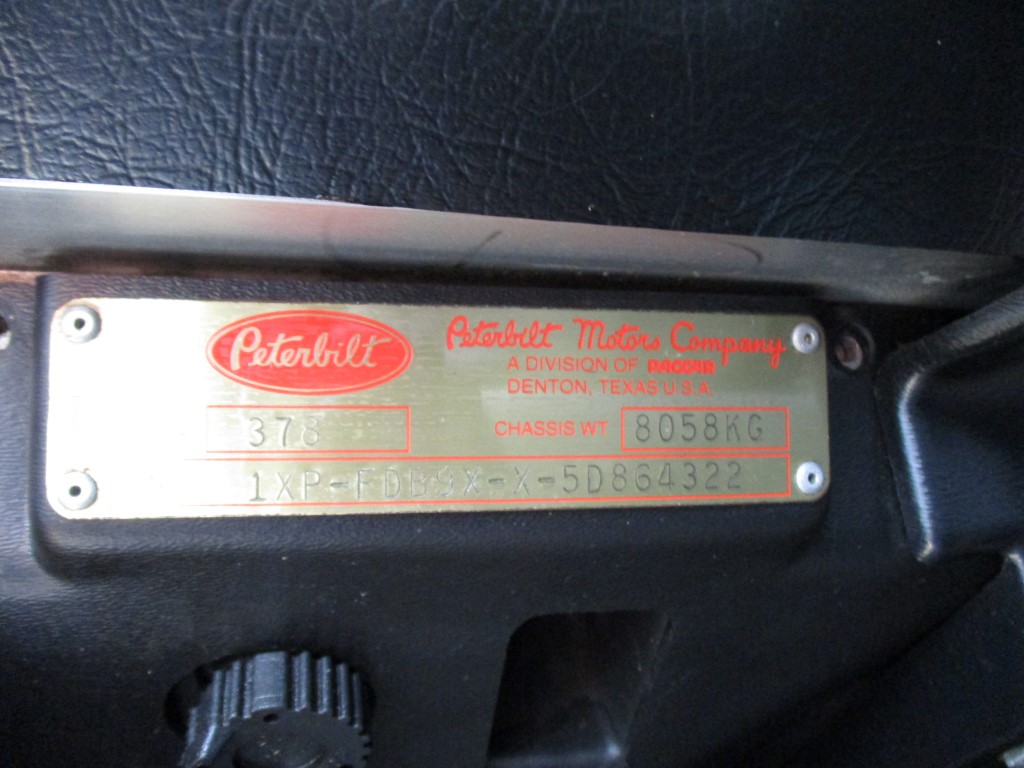 Peterbilt
Peterbilt Motors Company
A DIVISION OF PACCAR
DENTON, TEXAS U.S.A.
378
CHASSIS WT 8058KG
1XP-FDB9X-X-5D864322